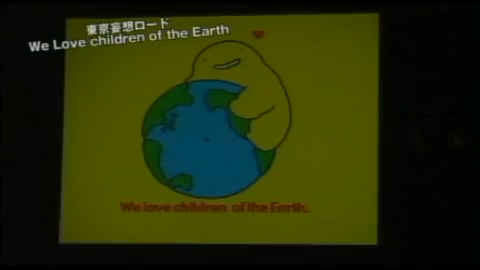 東京妄想ロード
We Love children of the Earth
We love children of the Earth.